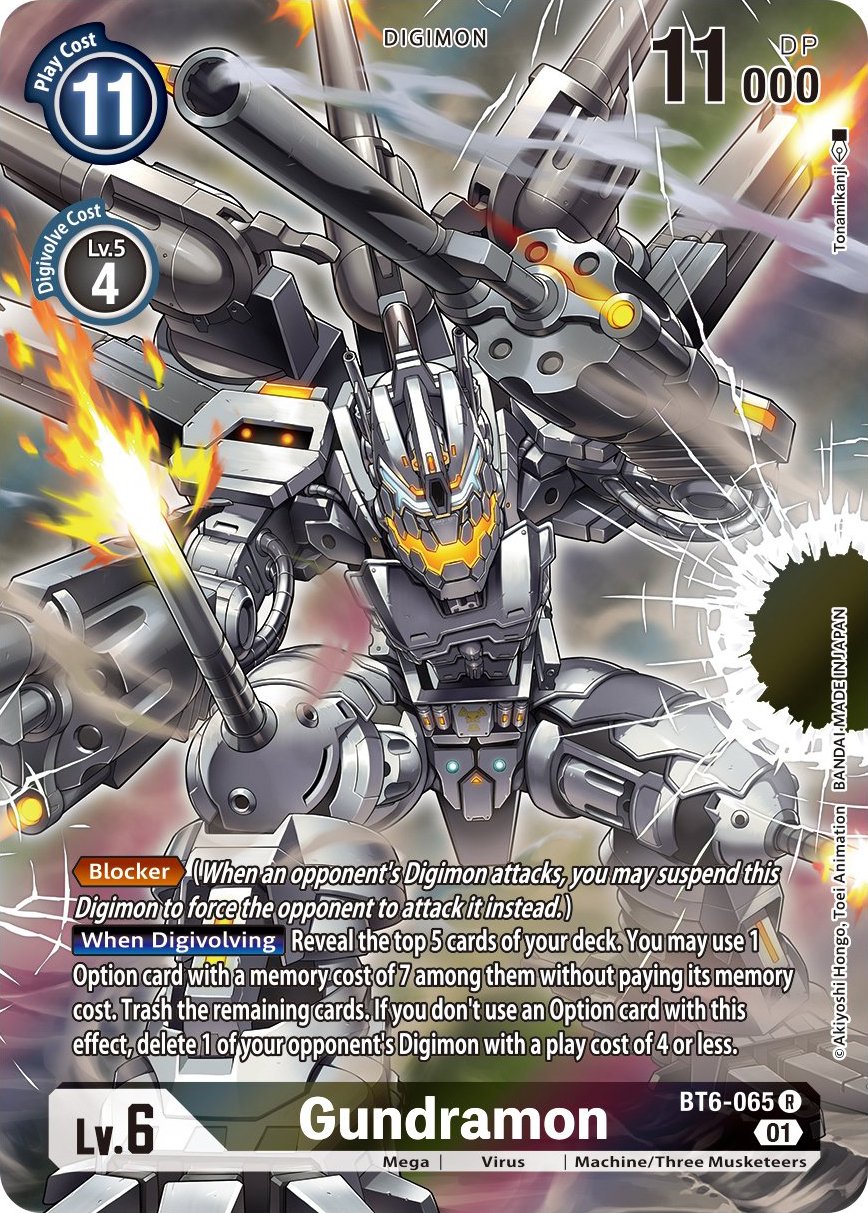 DIGIMON
Play Cost
11
11 000
DP
Digivolve Cost
Lv.5
4
Tonamikanji
©Akiyoshi Hongo, Toei Animation BANDAI MADE IN JAPAN
Blocker (When an opponent's Digimon attacks, you may suspend this
Digimon to force the opponent to attack it instead.)
When Digivolving Reveal the top 5 cards of your deck. You may use 1
Option card with a memory cost of 7 among them without paying its memory
cost. Trash the remaining cards. If you don't use an Option card with this
effect, delete 1 of your opponent's Digimon with a play cost of 4 or less.
Lv.6
Gundramon
BT6-065 R
01
Mega | Virus | Machine/Three Musketeers